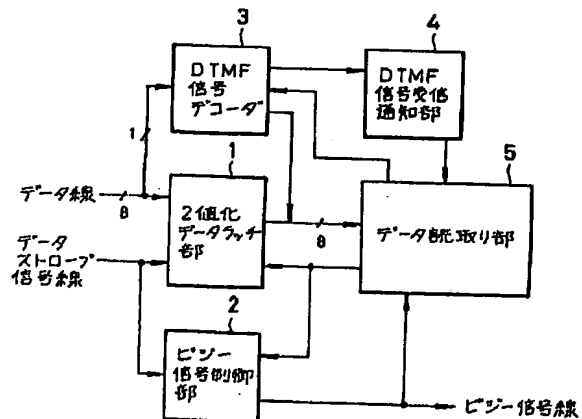 3
DTMF
信号
デコーダ
4
DTMF
信号受信
通知部
1
データ線
8
1
2値化
データラッチ
部
8
5
データ読取り部
データ
ストローブ
信号線
2
ビジー
信号制御
部
ビジー信号線